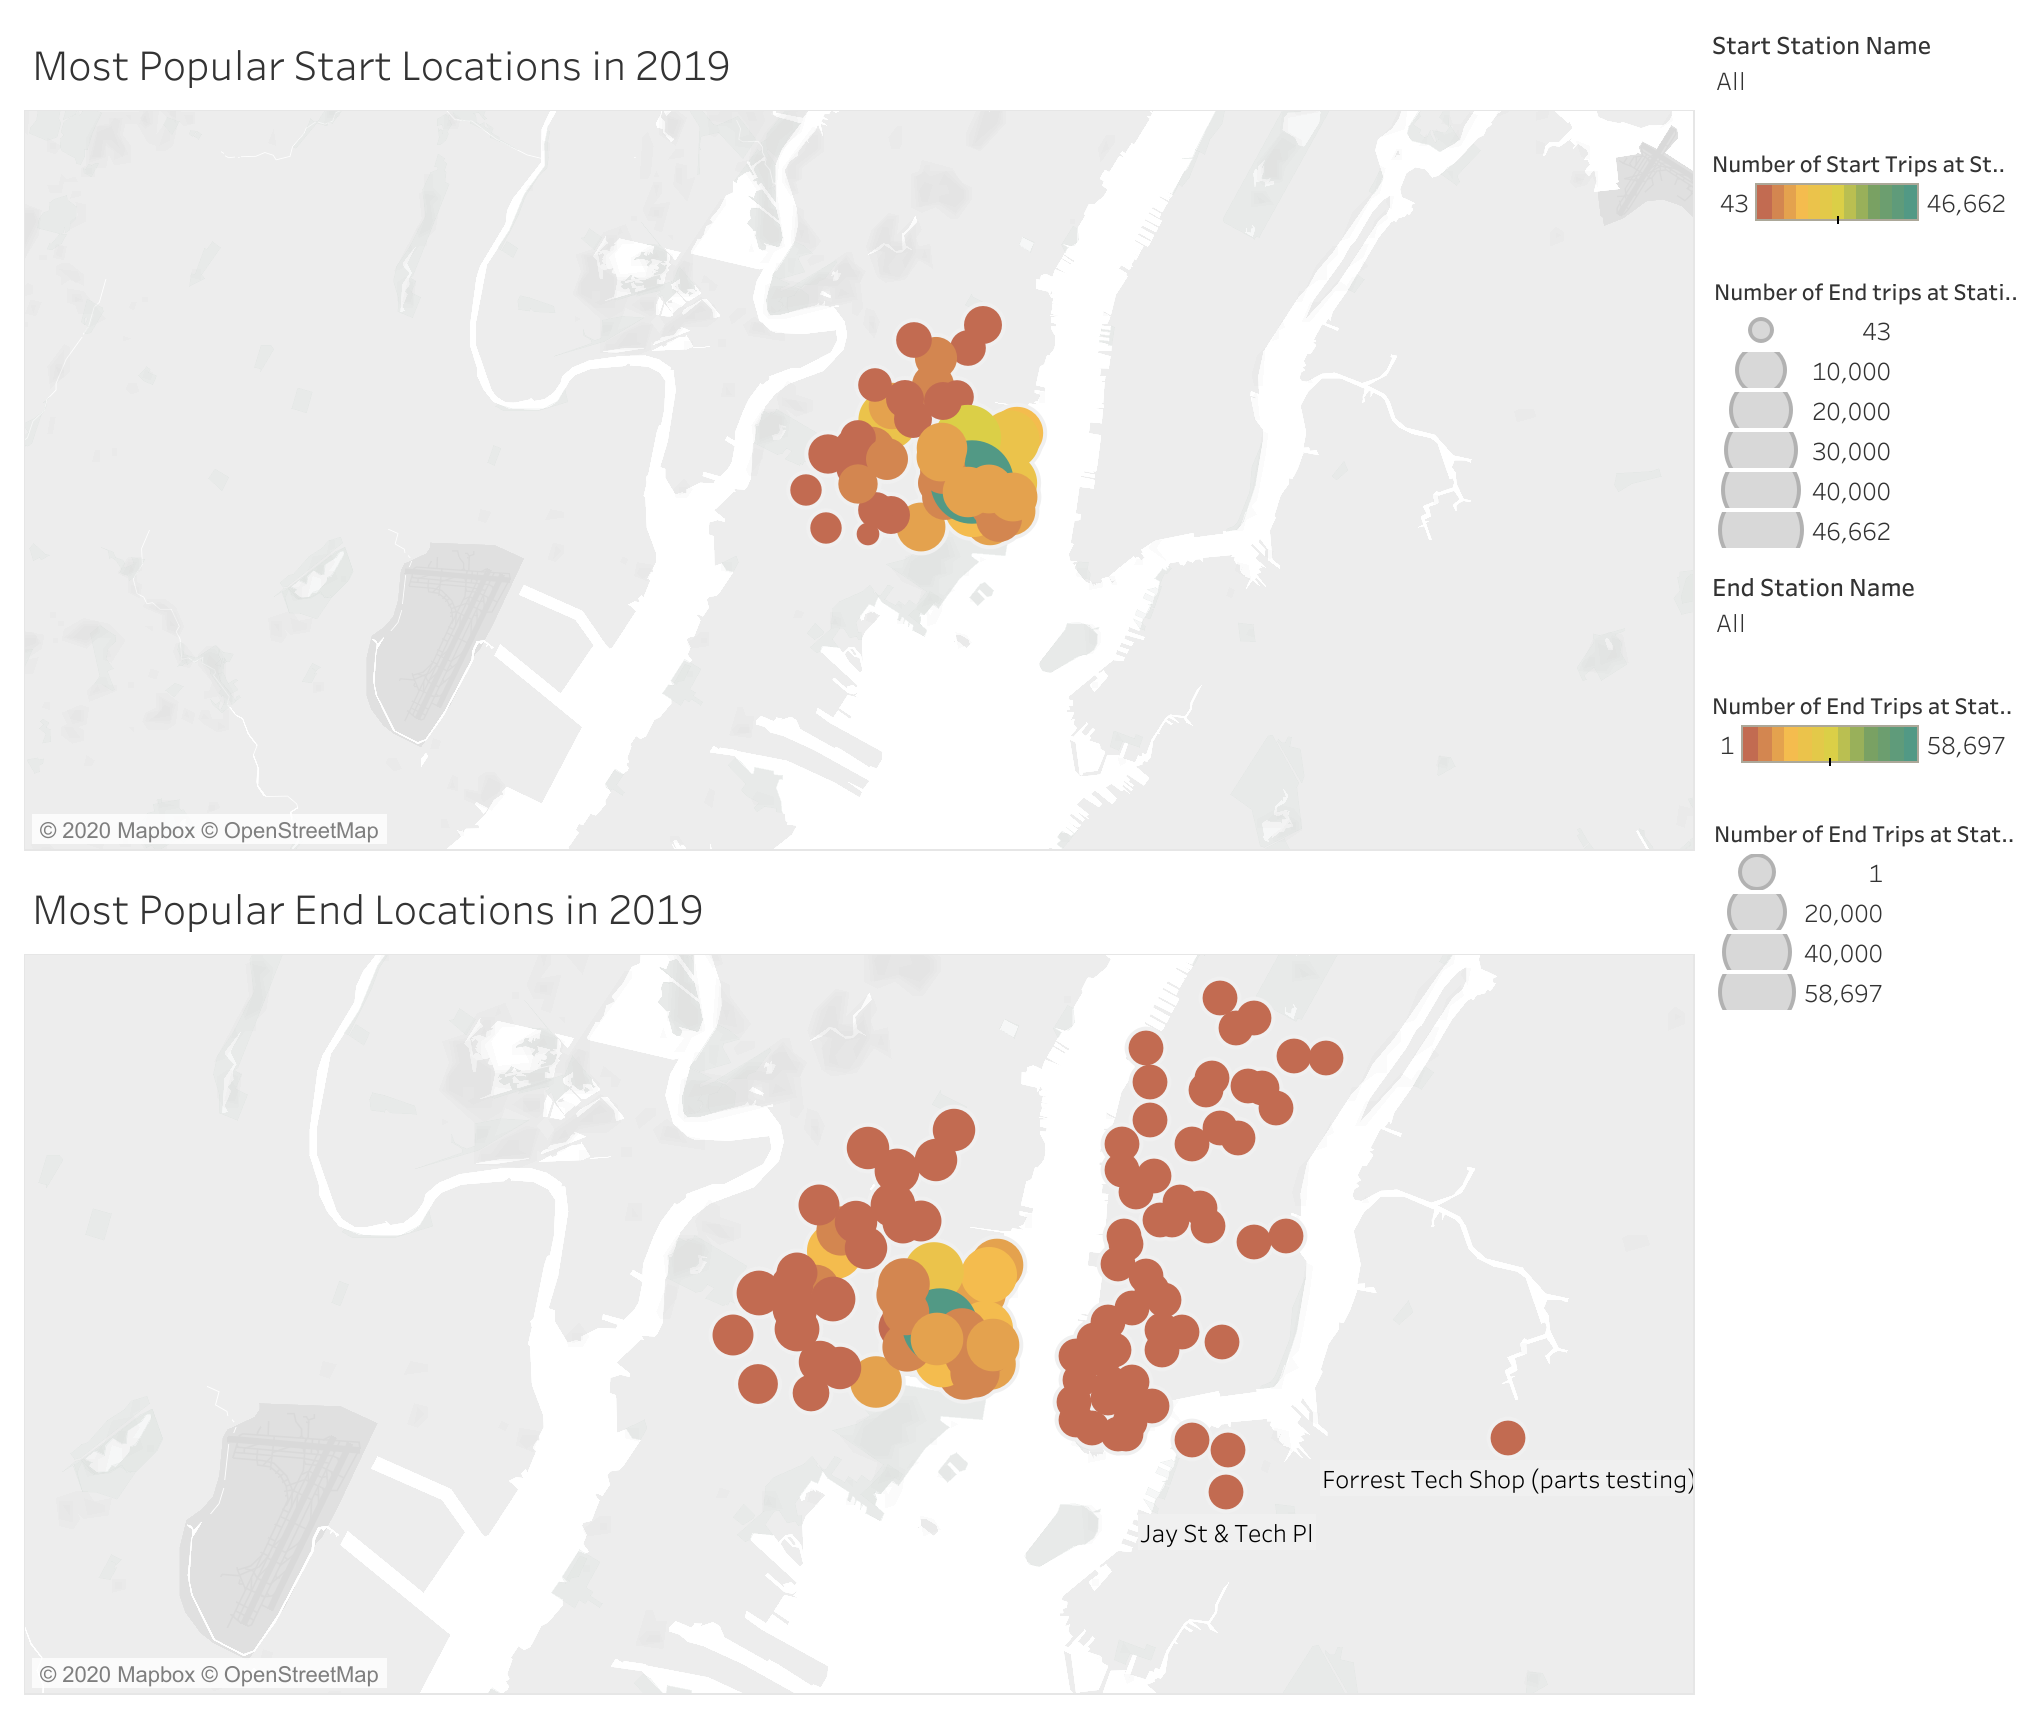 Most Popular Start Locations in 2019
© 2020 Mapbox © OpenStreetMap
Most Popular End Locations in 2019
Forrest Tech Shop (parts testing)
Jay St & Tech Pl
© 2020 Mapbox © OpenStreetMap
Start Station Name
All
Number of Start Trips at St..
43 46,662
Number of End trips at Stati..
43
10,000
20,000
30,000
40,000
46,662
End Station Name
All
Number of End Trips at Stat..
1 58,697
Number of End Trips at Stat..
1
20,000
40,000
58,697